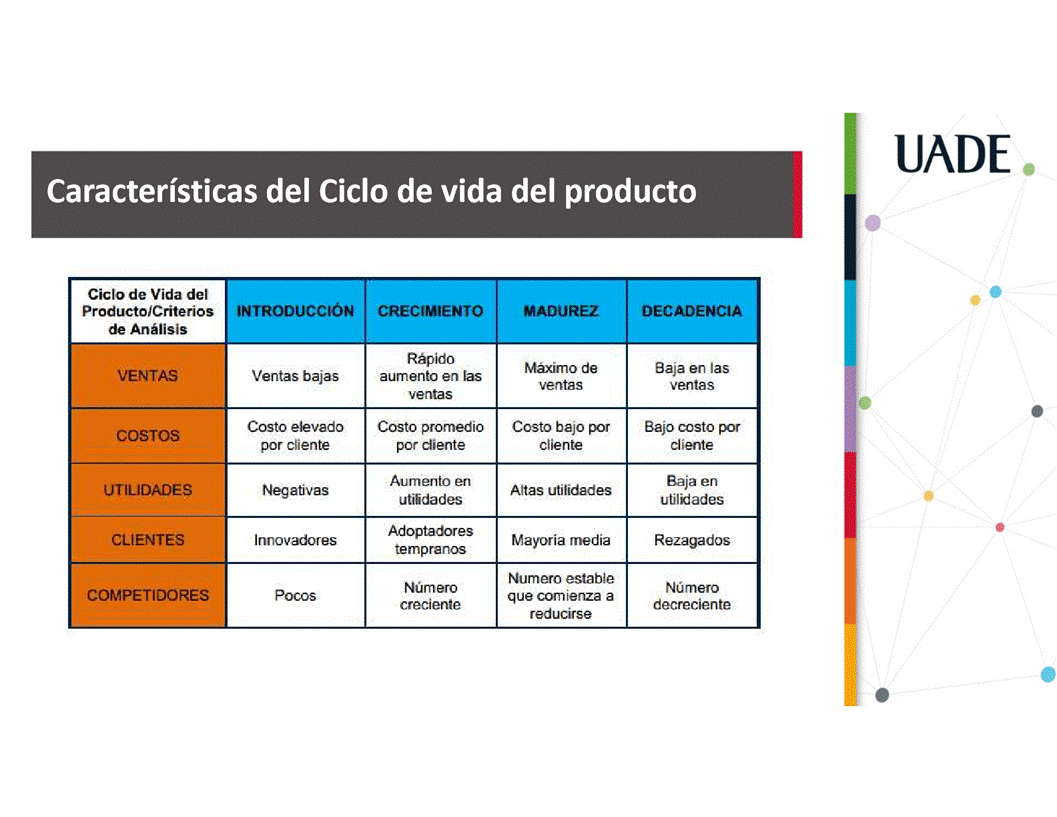 UADE
Características del Ciclo de vida del producto
Ciclo de Vida del
Producto/Criterios
de Análisis
INTRODUCCIÓN
CRECIMIENTO
MADUREZ
DECADENCIA
VENTAS
Ventas bajas
Rápido
aumento en las
ventas
Máximo de
ventas
Baja en las
ventas
COSTOS
Costo elevado
por cliente
Costo promedio
por cliente
Costo bajo por
cliente
Bajo costo por
cliente
UTILIDADES
Negativas
Aumento en
utilidades
Altas utilidades
Baja en
utilidades
CLIENTES
Innovadores
Adoptadores
tempranos
Mayoría media
Rezagados
COMPETIDORES
Pocos
Número
creciente
Numero estable
que comienza a
reducirse
Número
decreciente